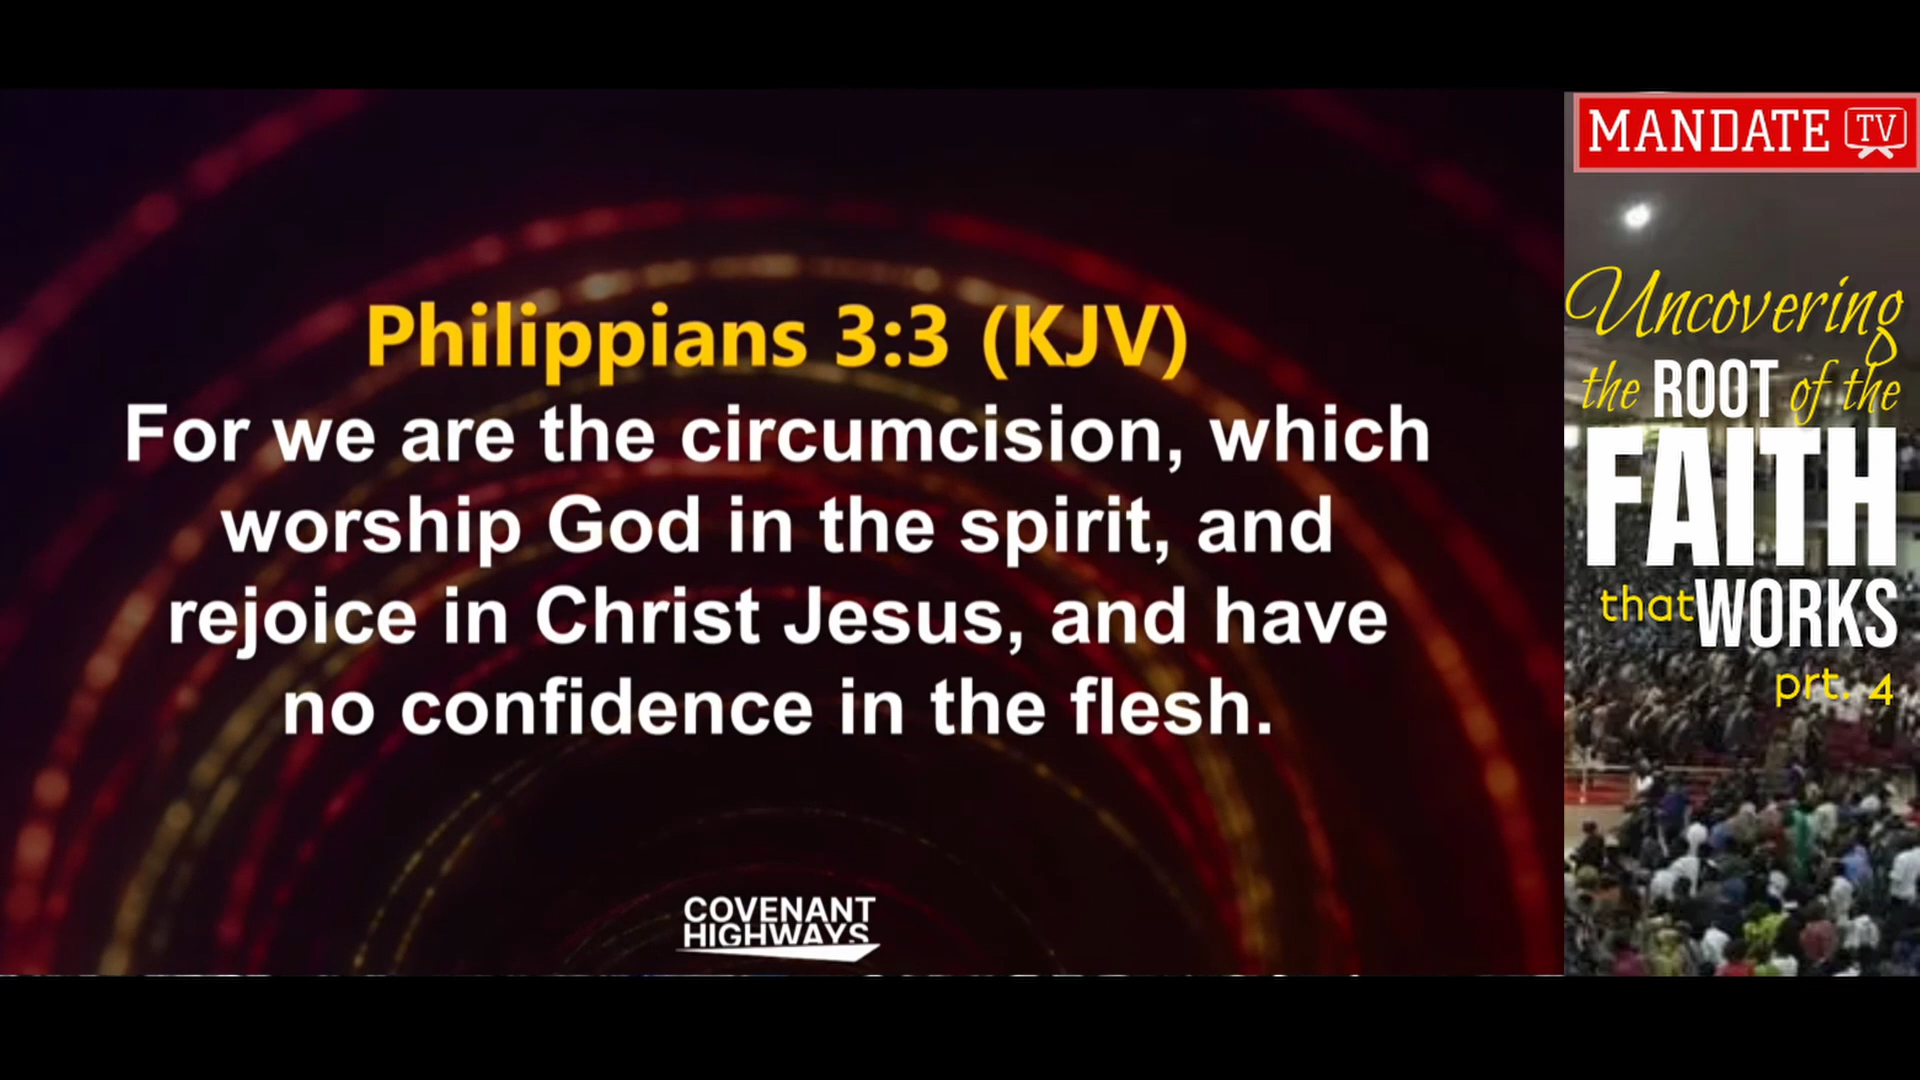 Philippians 3:3 (KJV)
For we are the circumcision, which
worship God in the spirit, and
rejoice in Christ Jesus, and have
no confidence in the flesh.
COVENANT
HIGHWAYS
MANDATE TV
Uncovering
the ROOT of the
FAITH
that WORKS
prt. 4